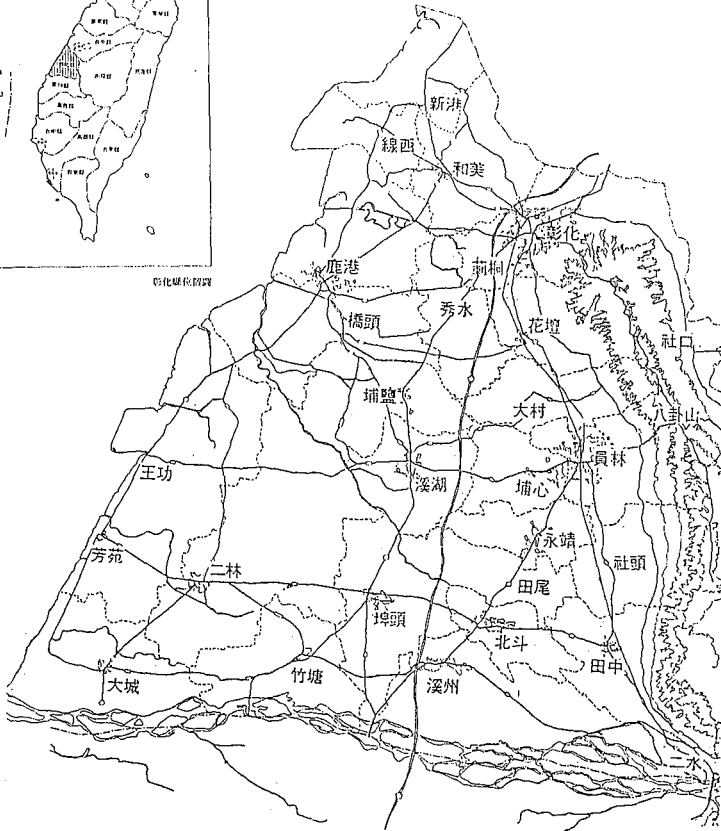 彰化縣位置圖
新港
線西
和美
彰化
鹿港
莿桐
橋頭
秀水
花壇
社口
埔鹽
大村
八卦山
王功
溪湖
埔心
員林
芳苑
永靖
社頭
二林
田尾
埤頭
北斗
田中
大城
竹塘
溪州
二水